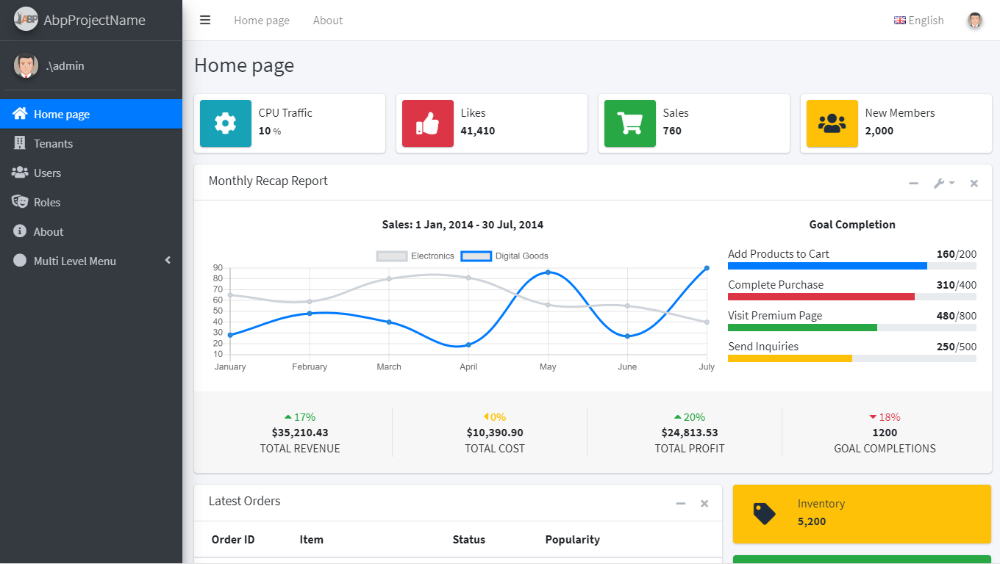 ABP AbpProjectName
Home page
About
English
.\admin
Home page
Tenants
Users
Roles
About
Multi Level Menu
Home page
CPU Traffic
10 %
Likes
41,410
Sales
760
New Members
2,000
Monthly Recap Report
Sales: 1 Jan, 2014 - 30 Jul, 2014
Electronics Digital Goods
90
80
70
60
50
40
30
20
10
January February March April May June July
Goal Completion
Add Products to Cart 160/200
Complete Purchase 310/400
Visit Premium Page 480/800
Send Inquiries 250/500
17%
$35,210.43
TOTAL REVENUE
0%
$10,390.90
TOTAL COST
20%
$24,813.53
TOTAL PROFIT
18%
1200
GOAL COMPLETIONS
Latest Orders
Order ID Item Status Popularity
Inventory
5,200